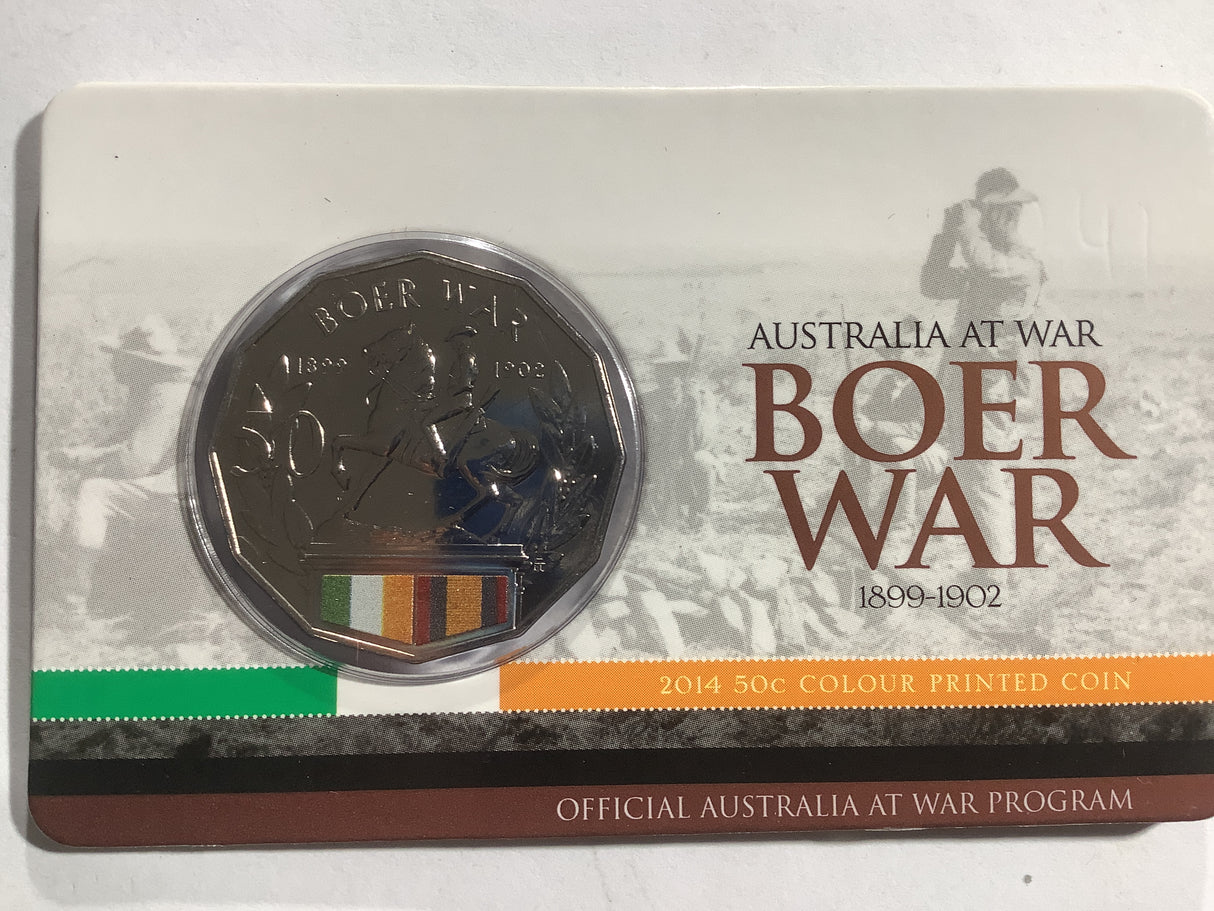 BOER WAR
1899 1902
50
AUSTRALIA AT WAR
BOER
WAR
1899-1902
2014 50c COLOUR PRINTED COIN
OFFICIAL AUSTRALIA AT WAR PROGRAM